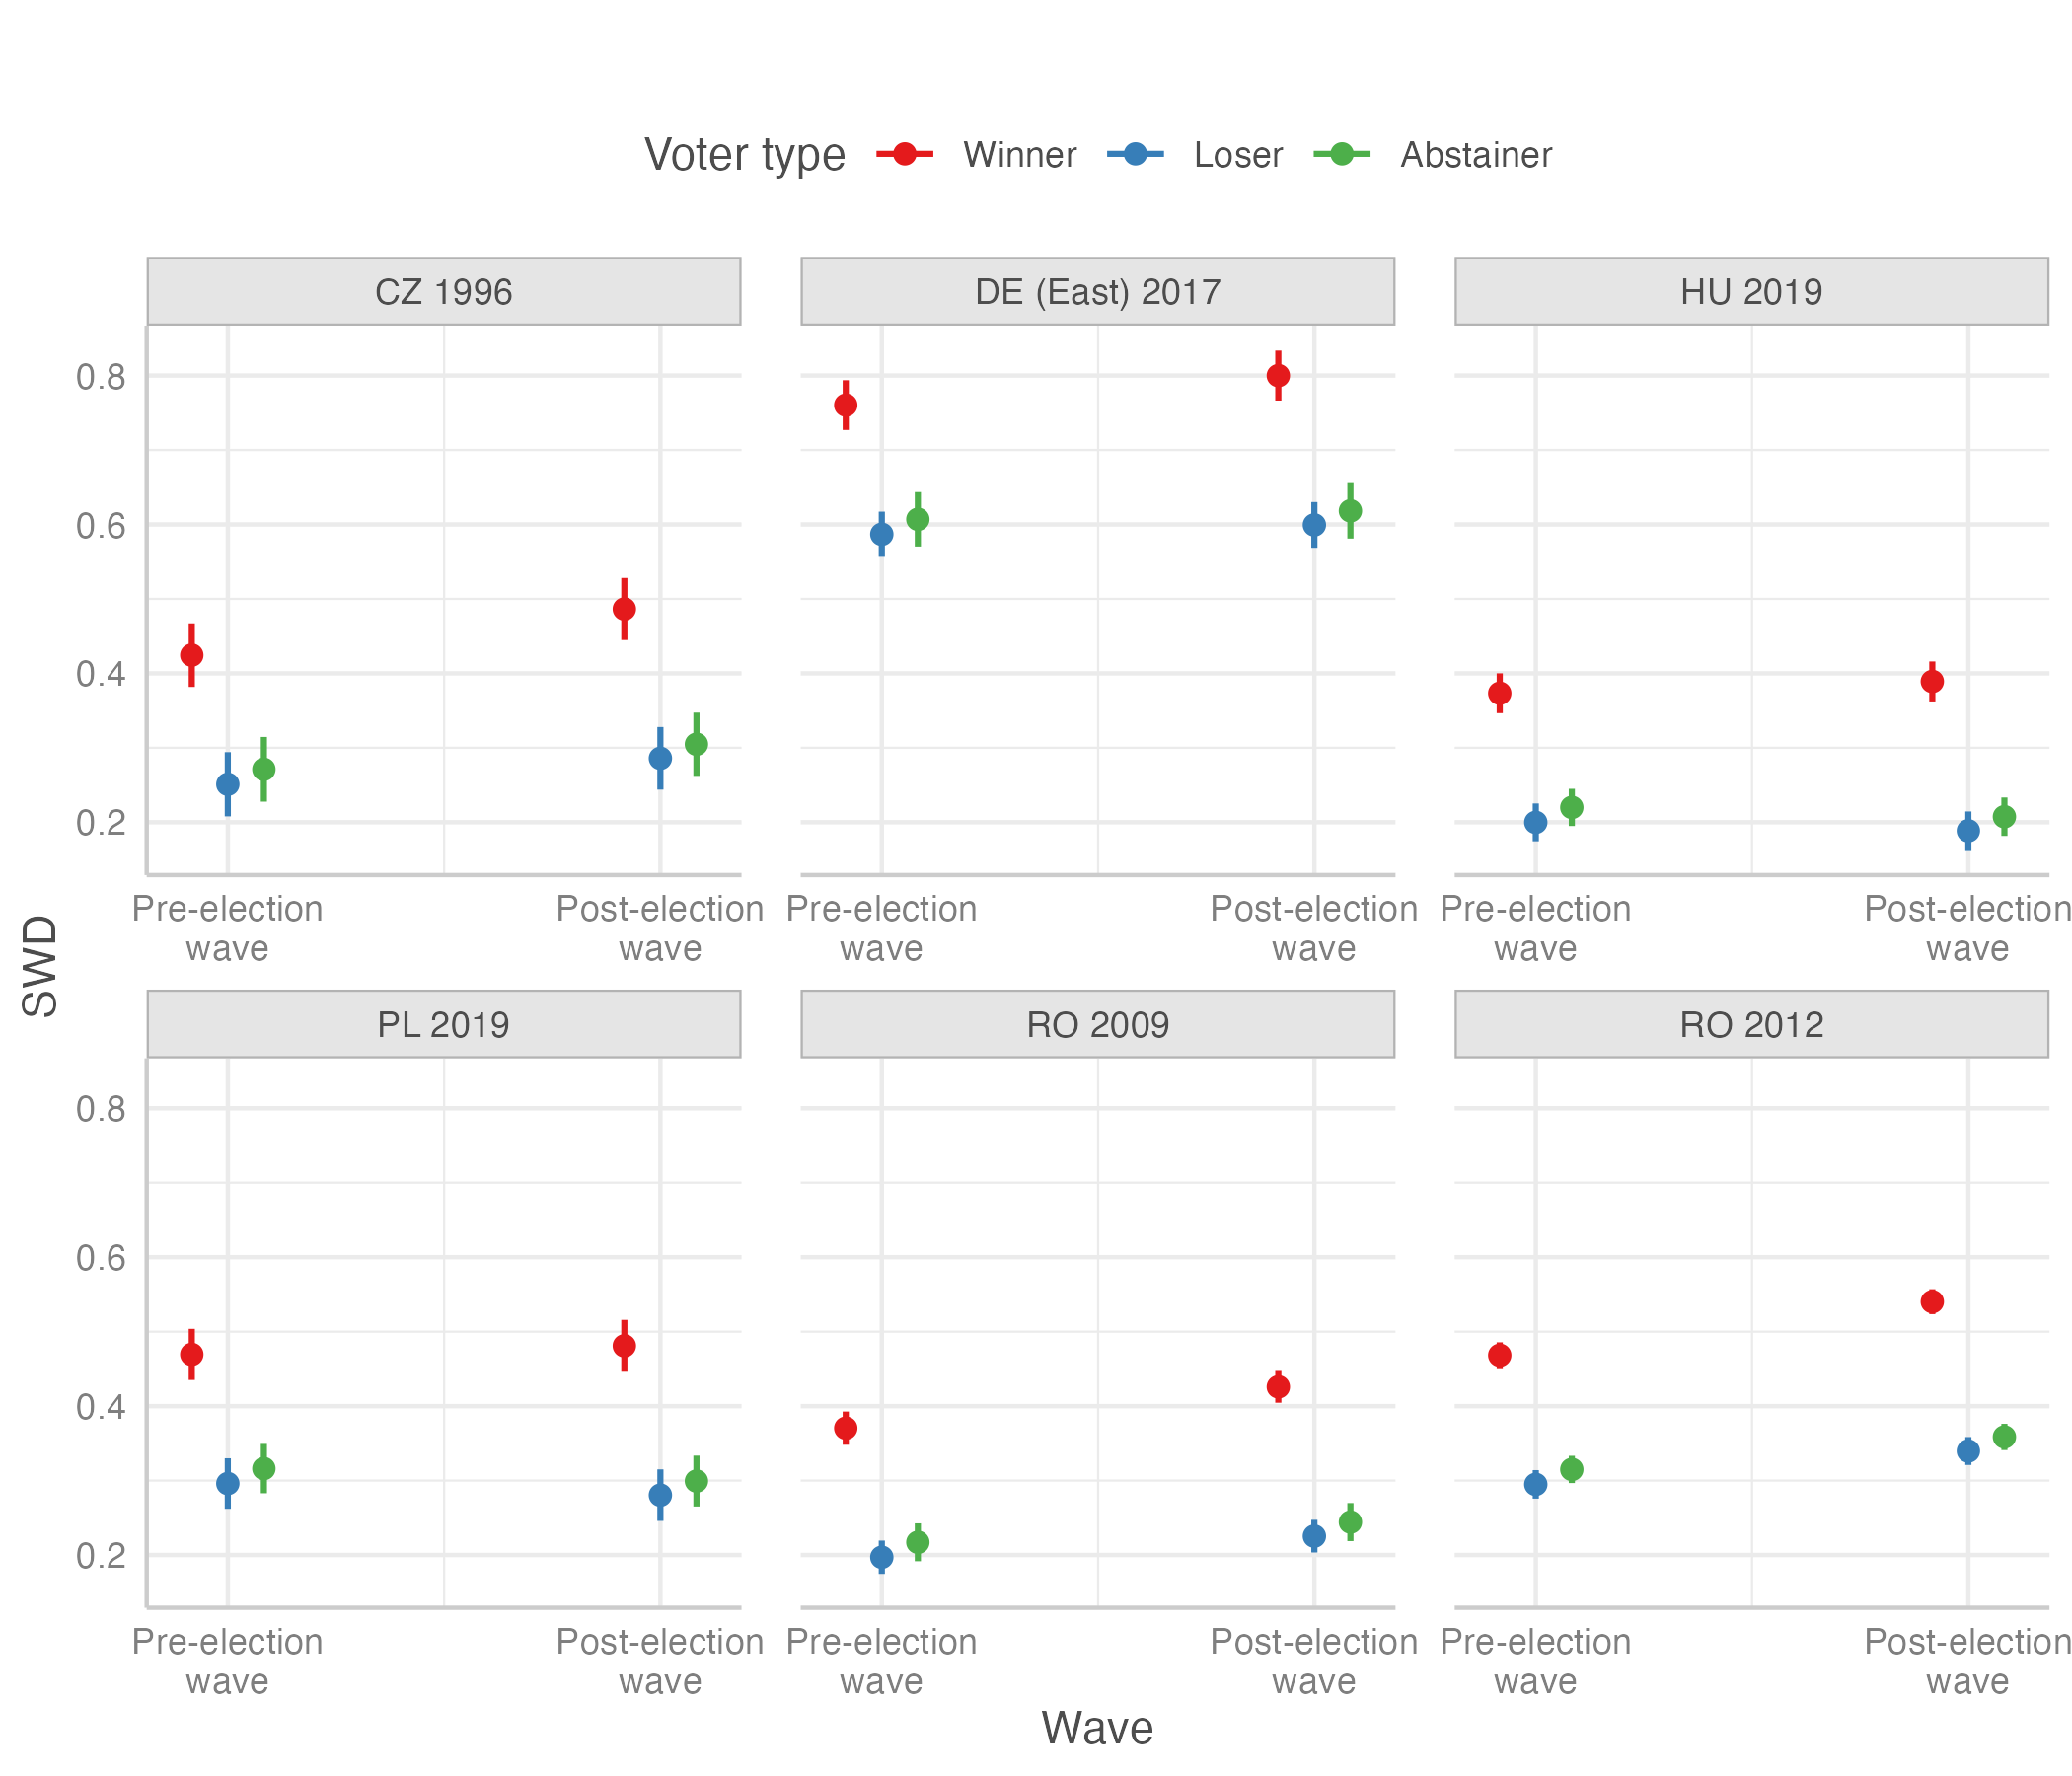 Voter type Winner Loser Abstainer
CZ 1996 DE (East) 2017 HU 2019
0.8
0.6
0.4
0.2
Pre-election Post-election Pre-election Post-election Pre-election Post-election
wave wave wave wave wave wave
SWD
PL 2019 RO 2009 RO 2012
0.8
0.6
0.4
0.2
Pre-election Post-election Pre-election Post-election Pre-election Post-election
wave wave wave wave wave wave
Wave